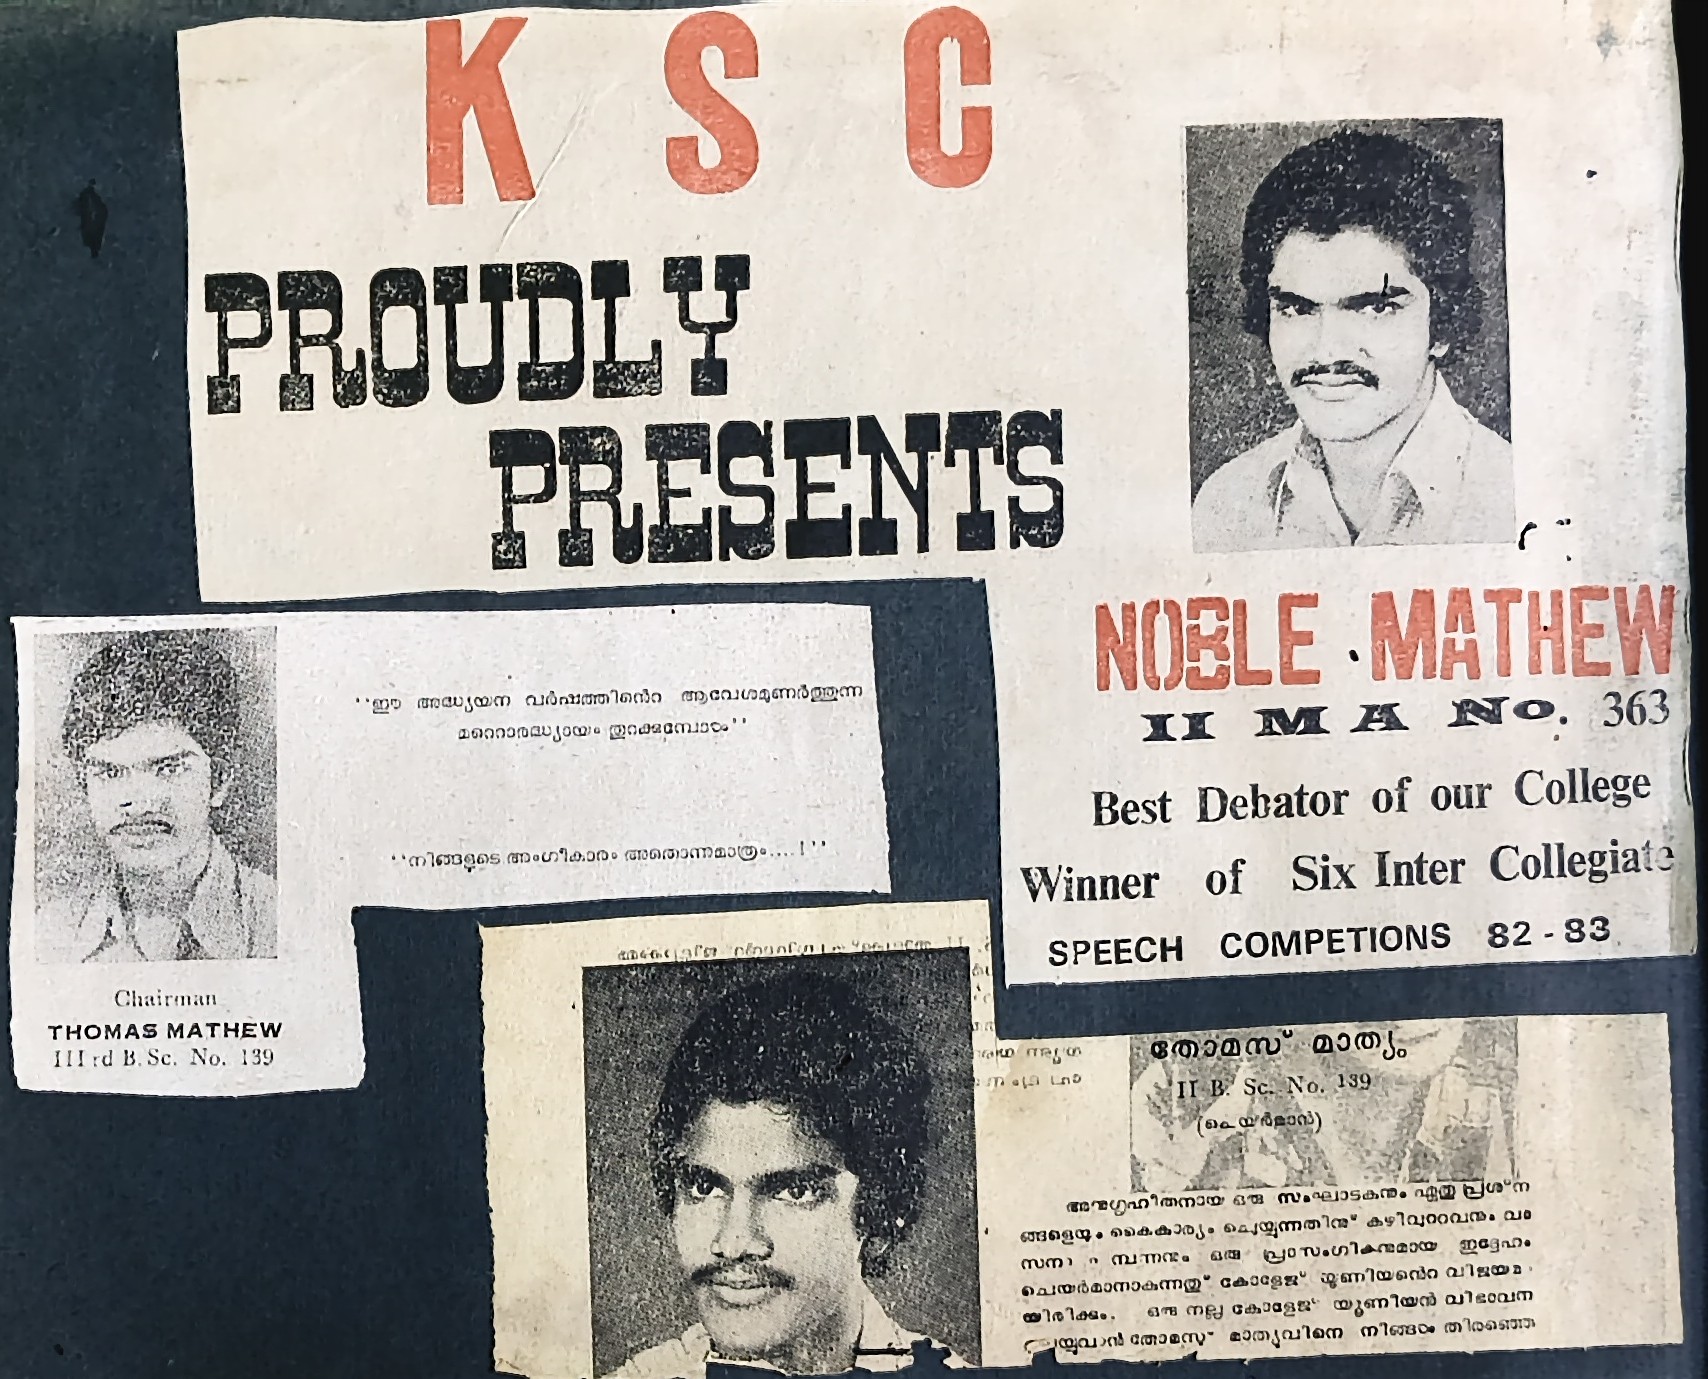 K S C
PROUDLY
PRESENTS
NOBLE . MATHEW
II M A No. 363
Best Debator of our College
Winner of Six Inter Collegiate
SPEECH COMPETIONS 82 - 83
''ഈ അദ്ധ്യയന വർഷത്തിൻെറ ആവേശമുണർത്തുന്ന
മറെറാരദ്ധ്യായം തുറക്കുമ്പോൾ''
''നിങ്ങളുടെ അംഗീകാരം അതൊന്നുമാത്രം....!''
Chairman
THOMAS MATHEW
IIIrd B. Sc. No. 139
തോമസ് മാത്യം
II B. Sc. No. 139
(ചെയർമാൻ)
അനുഗൃഹീതനായ ഒരു സംഘാടകനും ഏതു പ്രശ്ന
ങ്ങളെയും കൈകാര്യം ചെയ്യുന്നതിനു് കഴിവുററവനും
ഒരു പ്രാസംഗികനുമായ ഇദ്ദേഹം
ചെയർമാനാകുന്നതു് കോളേജ് യൂണിയൻെറ വിജയമാ
യിരിക്കും. ഒരു നല്ല കോളേജ് യൂണിയൻ വിഭാവന
തോമസു് മാത്യുവിനെ നിങ്ങൾ തിരഞ്ഞെ